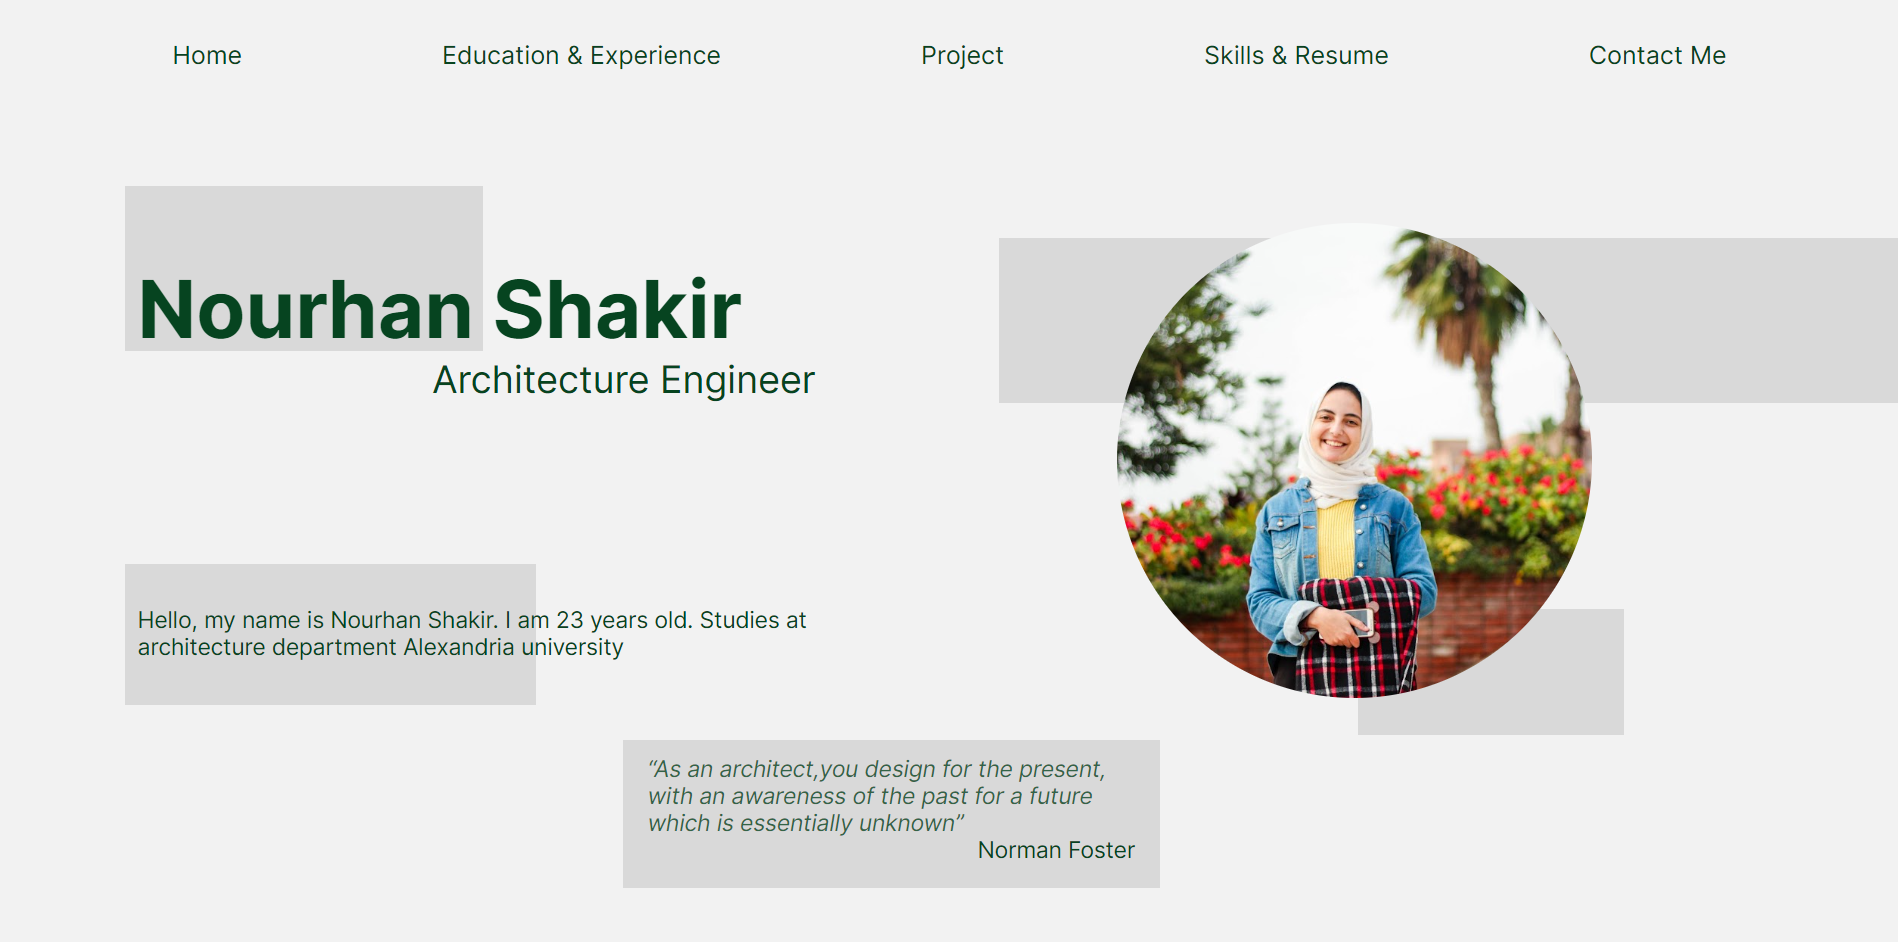 Home
Education & Experience
Project
Skills & Resume
Contact Me
Nourhan Shakir
Architecture Engineer
Hello, my name is Nourhan Shakir. I am 23 years old. Studies at
architecture department Alexandria university
“As an architect,you design for the present,
with an awareness of the past for a future
which is essentially unknown”
Norman Foster